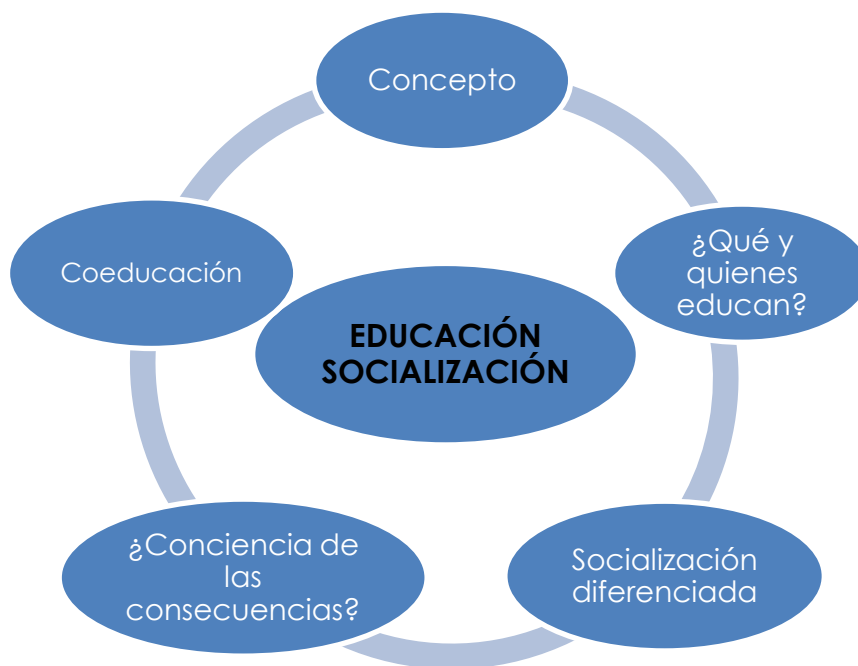 Concepto
¿Qué y
quienes
educan?
Socialización
diferenciada
¿Conciencia de
las
consecuencias?
Coeducación
EDUCACIÓN
SOCIALIZACIÓN